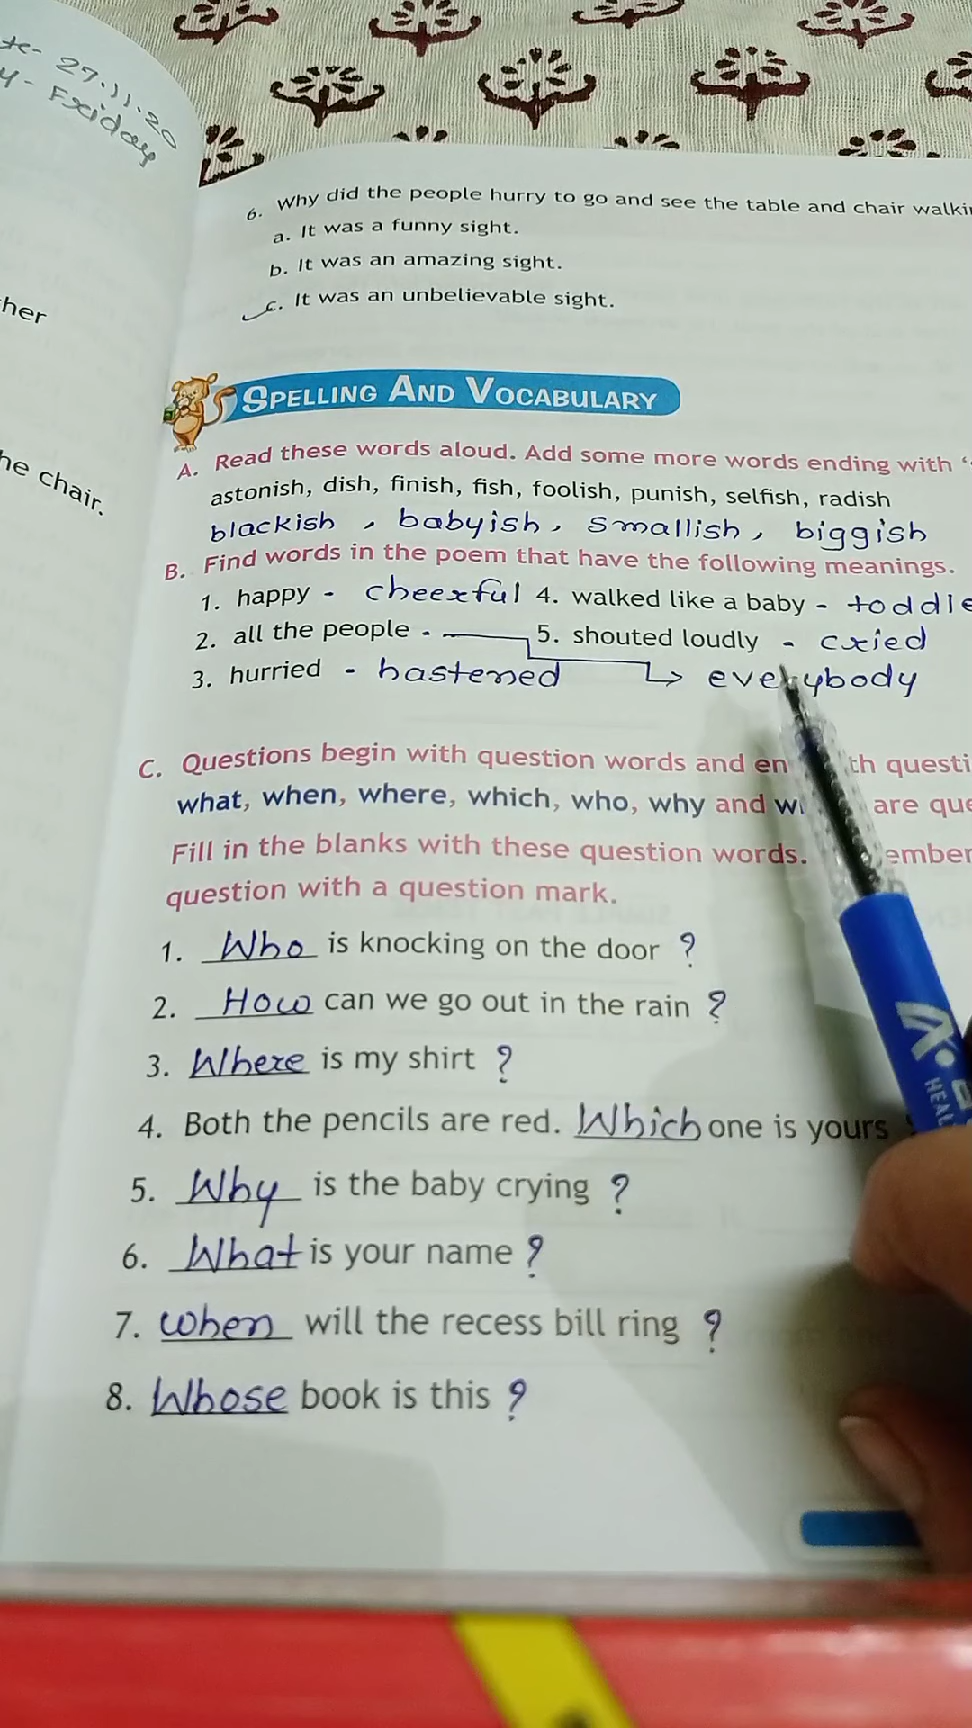 27.11.20
Friday
6. Why did the people hurry to go and see the table and chair
a. It was a funny sight.
b. It was an amazing sight.
c. It was an unbelievable sight.
her
he chair.
SPELLING AND VOCABULARY
A. Read these words aloud. Add some more words ending with
astonish, dish, finish, fish, foolish, punish, selfish, radish
blackish, babyish, smallish, biggish
B. Find words in the poem that have the following meanings.
1. happy - cheerful 4. walked like a baby -
2. all the people - 5. shouted loudly - cried
3. hurried - hastened → everybody
C. Questions begin with question words and
what, when, where, which, who, why and are
Fill in the blanks with these question words.
question with a question mark.
1. Who is knocking on the door ?
2. How can we go out in the rain ?
3. Where is my shirt ?
4. Both the pencils are red. Which one is yours
5. Why is the baby crying ?
6. What is your name ?
7. when will the recess bill ring ?
8. Whose book is this ?